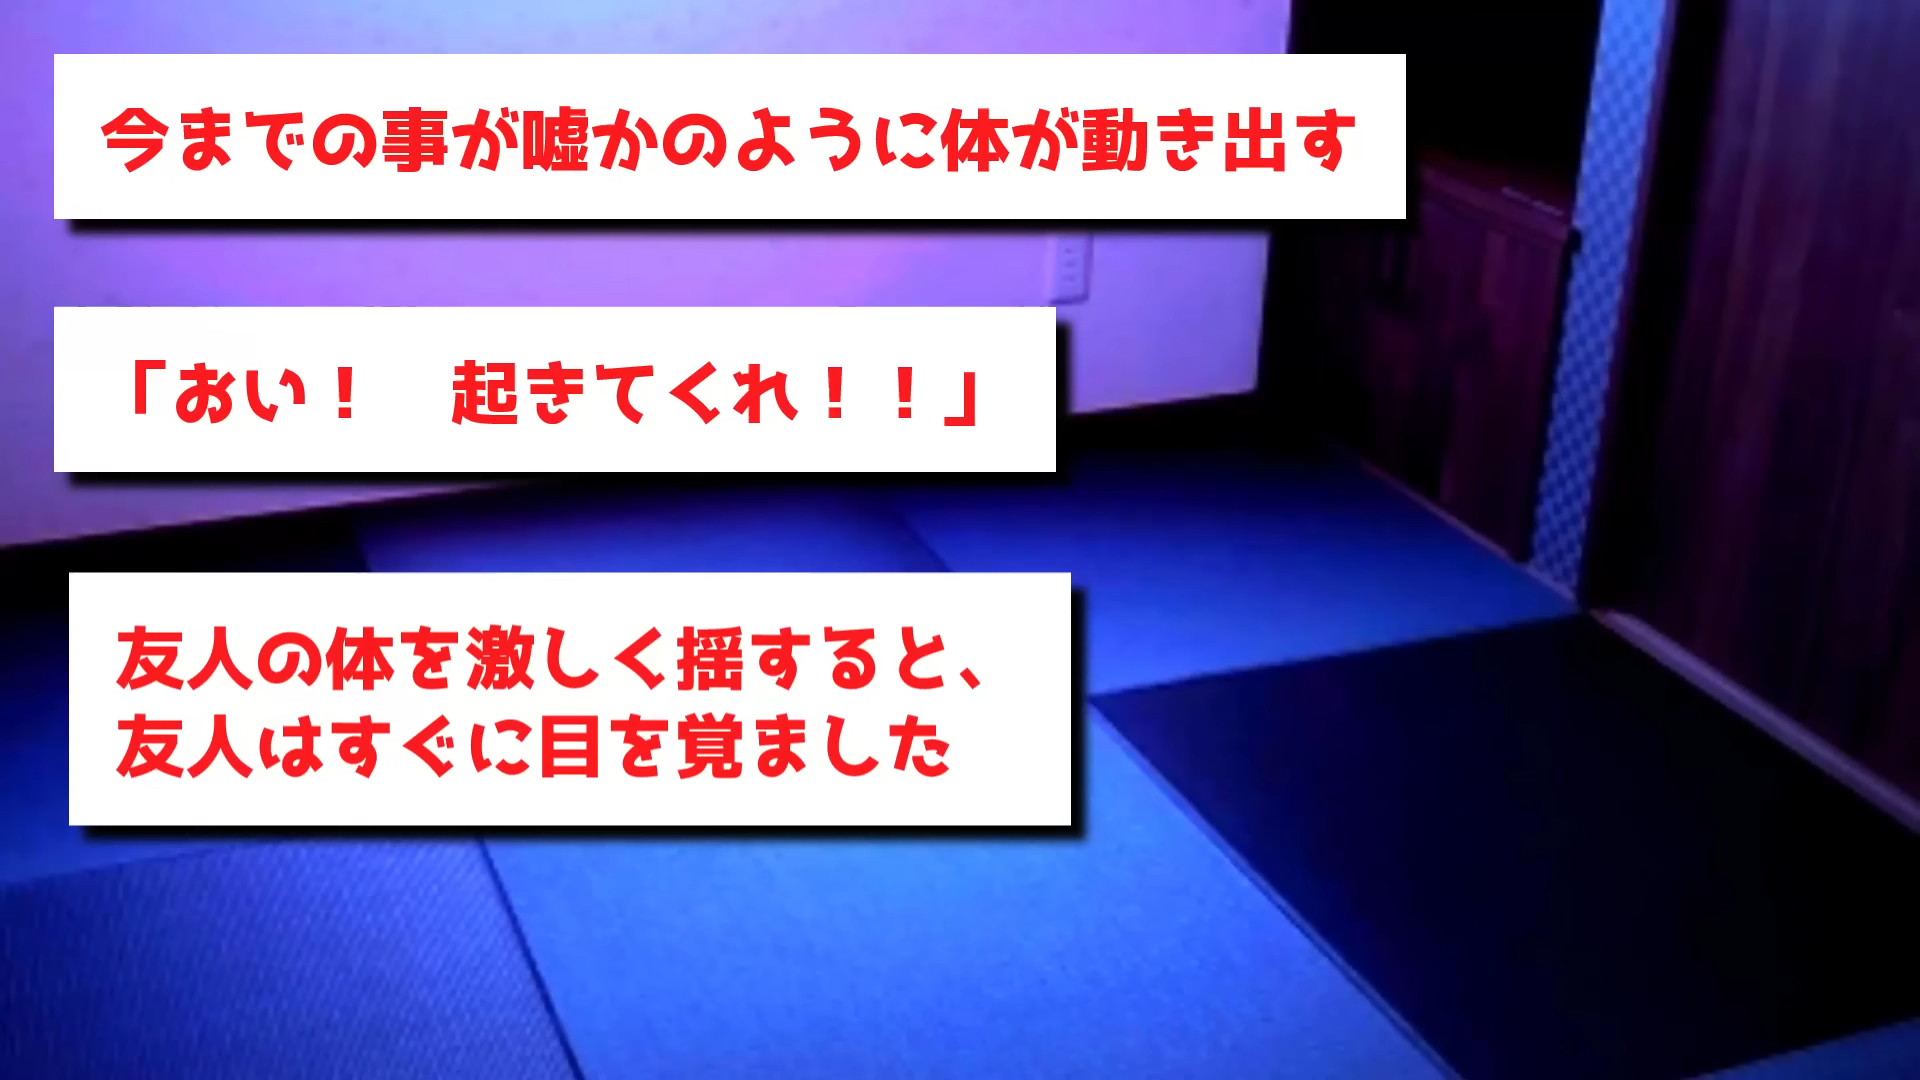 今までの事が嘘かのように体が動き出す
「おい！　起きてくれ！！」
友人の体を激しく揺すると、
友人はすぐに目を覚ました